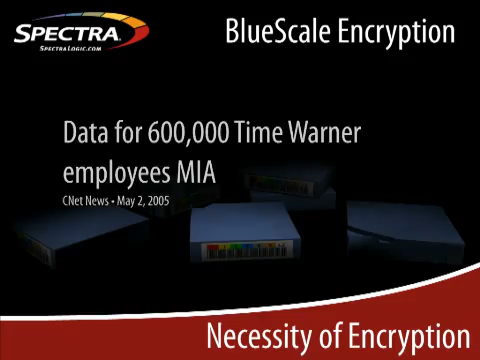 SPECTRA
SPECTRALOGIC.COM
BlueScale Encryption
Data for 600,000 Time Warner
employees MIA
CNet News • May 2, 2005
Necessity of Encryption